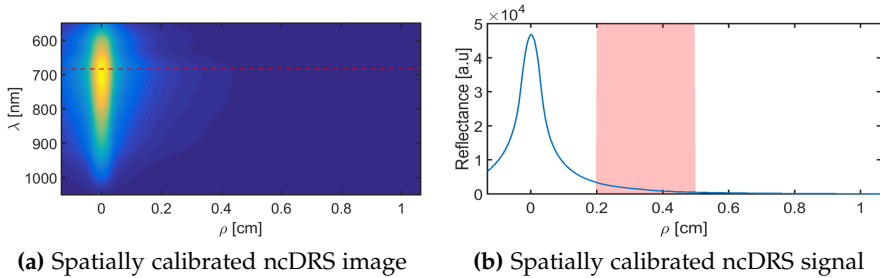 600
700
800
900
1000
λ [nm]
0 0.2 0.4 0.6 0.8 1
ρ [cm]
(a) Spatially calibrated ncDRS image
×10⁴
5
4
3
2
1
0
Reflectance [a.u]
0 0.2 0.4 0.6 0.8 1
ρ [cm]
(b) Spatially calibrated ncDRS signal